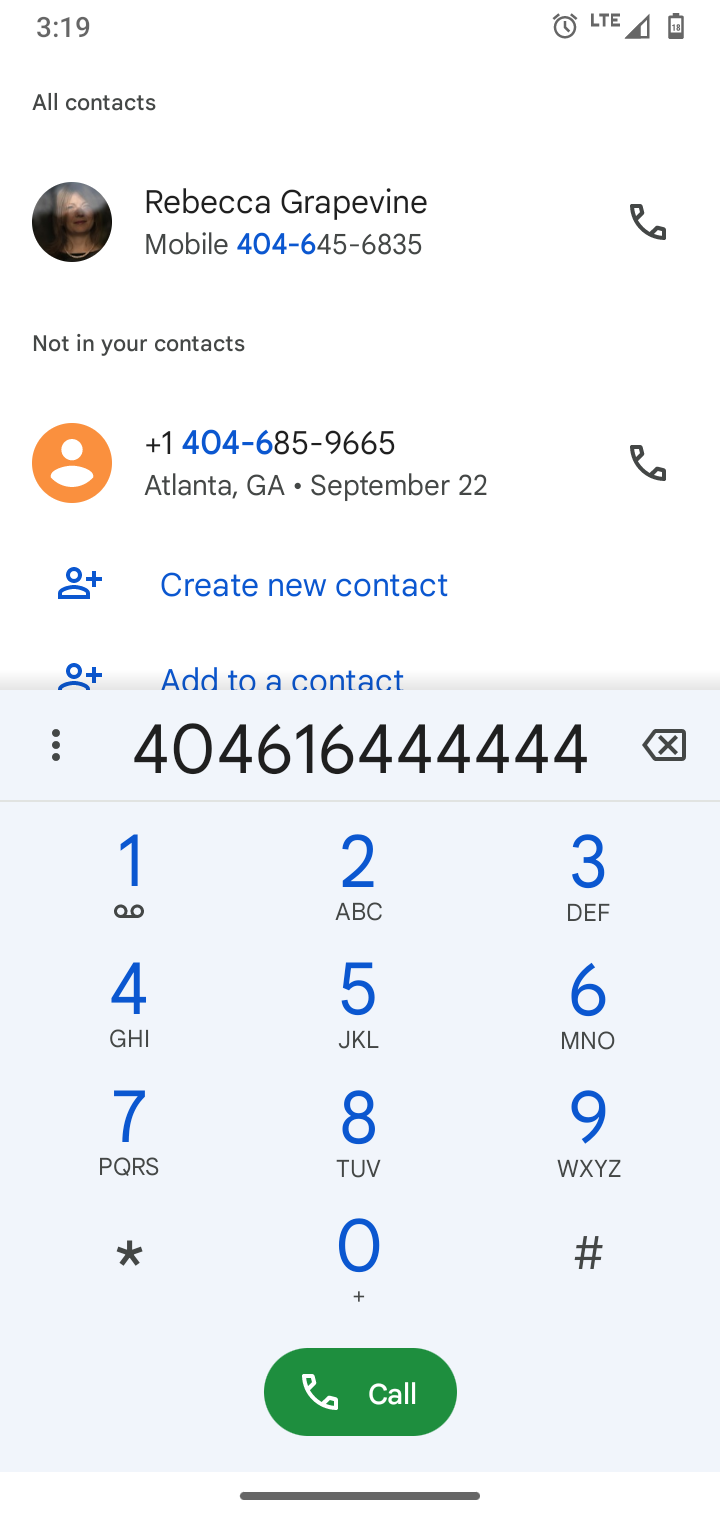 3:19 LTE 18
All contacts
Rebecca Grapevine
Mobile 404-645-6835
Not in your contacts
+1 404-685-9665
Atlanta, GA • September 22
Create new contact
Add to a contact
404616444444
1 2 3
ABC DEF
4 5 6
GHI JKL MNO
7 8 9
PQRS TUV WXYZ
* 0 #
+
Call